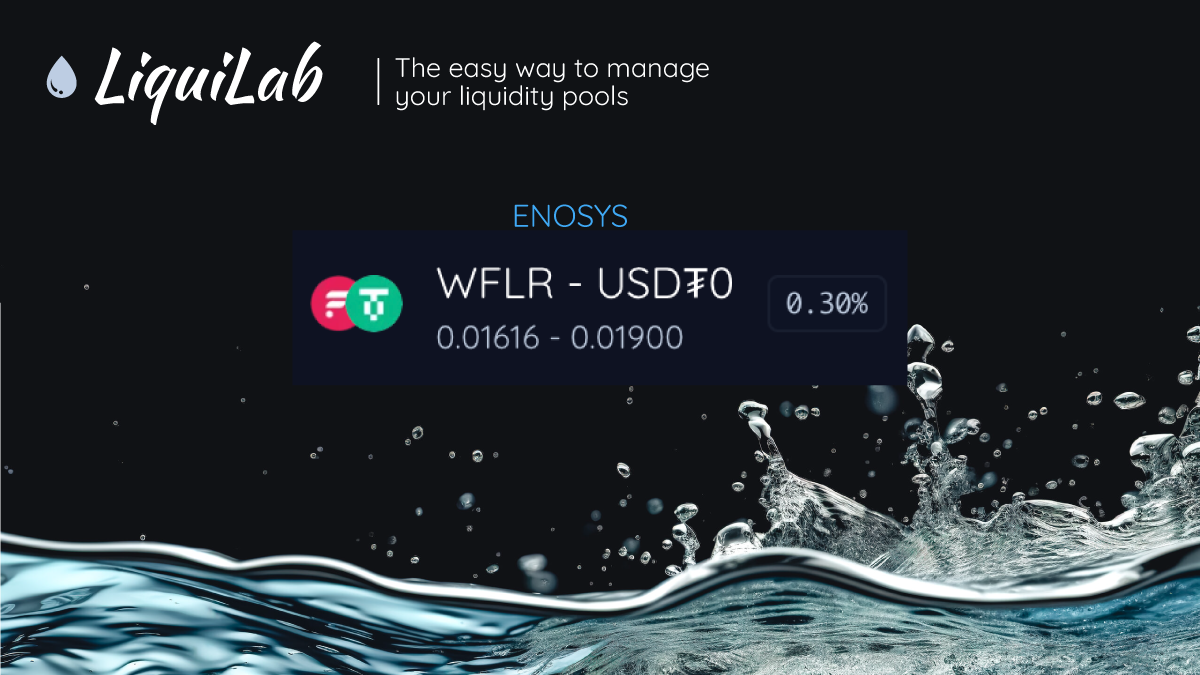 LiquiLab
The easy way to manage
your liquidity pools
ENOSYS
WFLR - USD₮0
0.01616 - 0.01900
0.30%